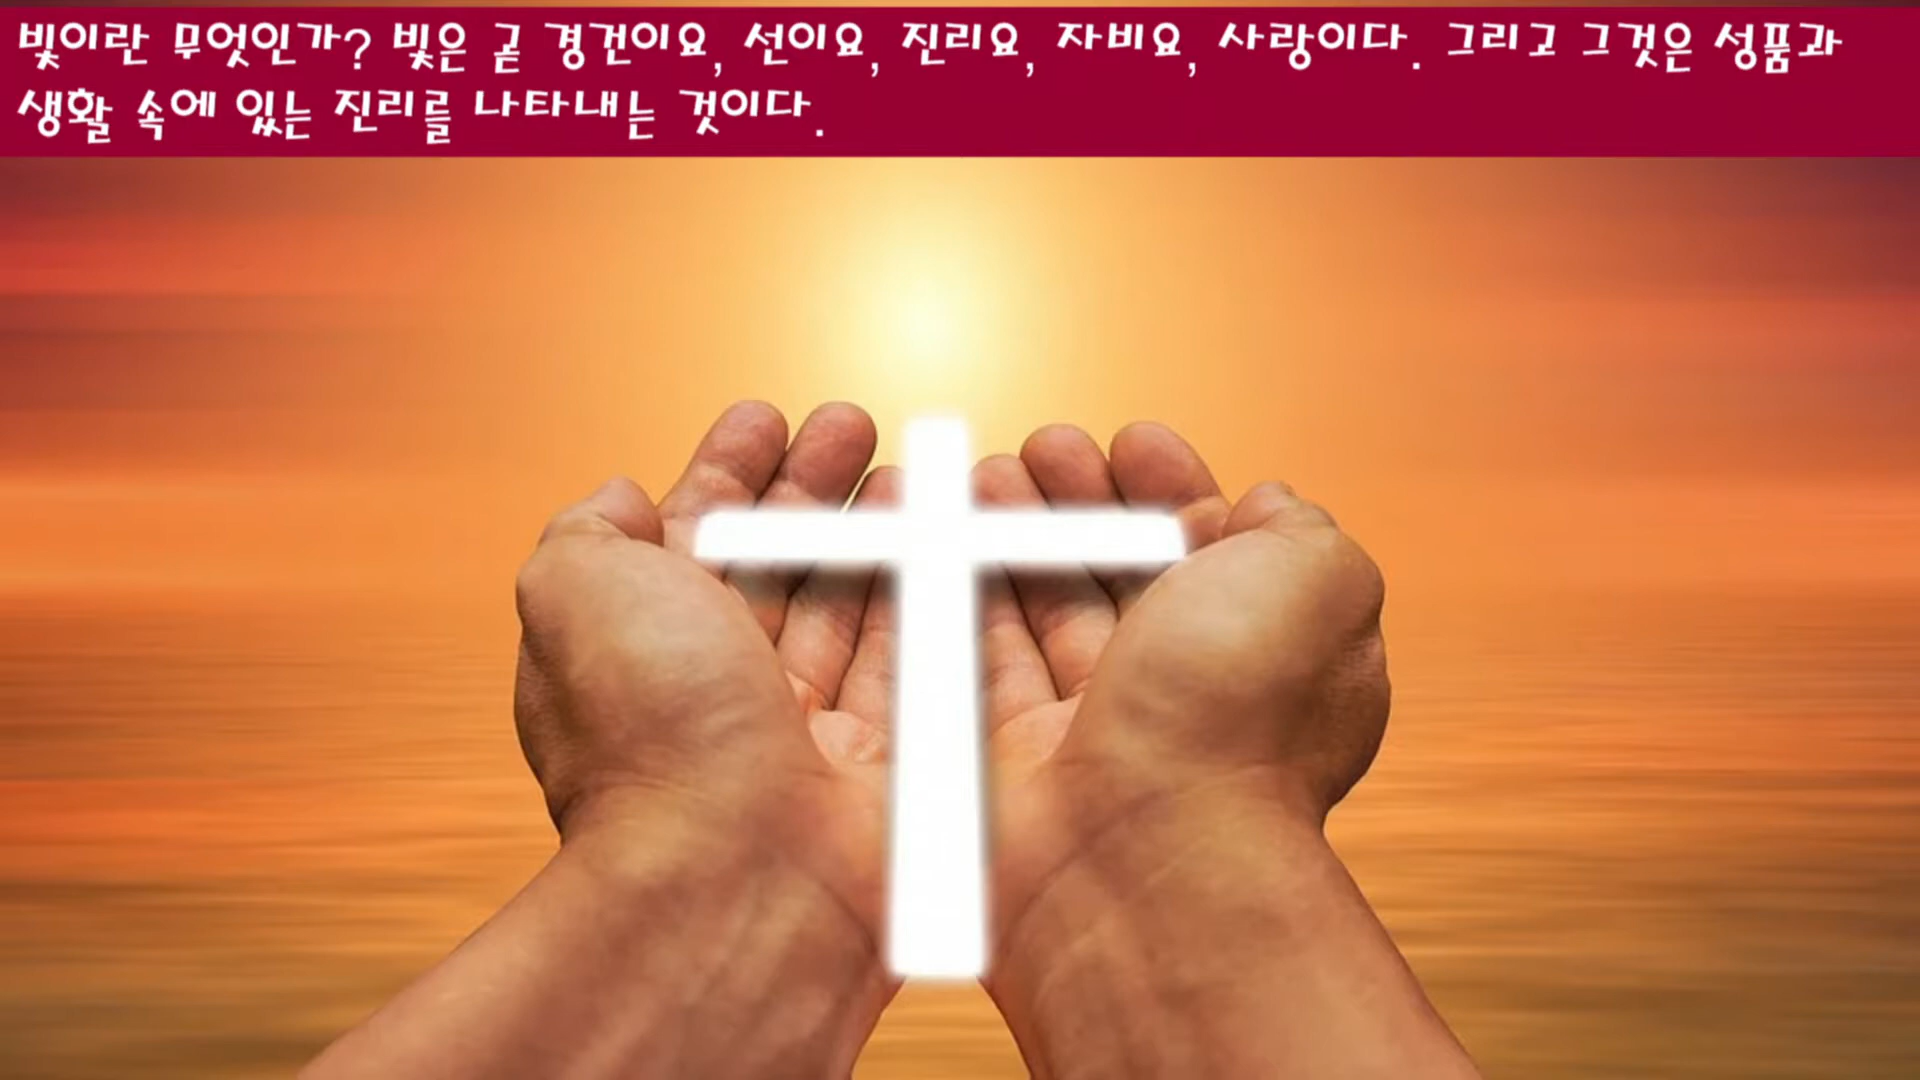 빛이란 무엇인가? 빛은 곧 경건이요, 선이요, 진리요, 자비요, 사랑이다. 그리고 그것은 성품과
생활 속에 있는 진리를 나타내는 것이다.